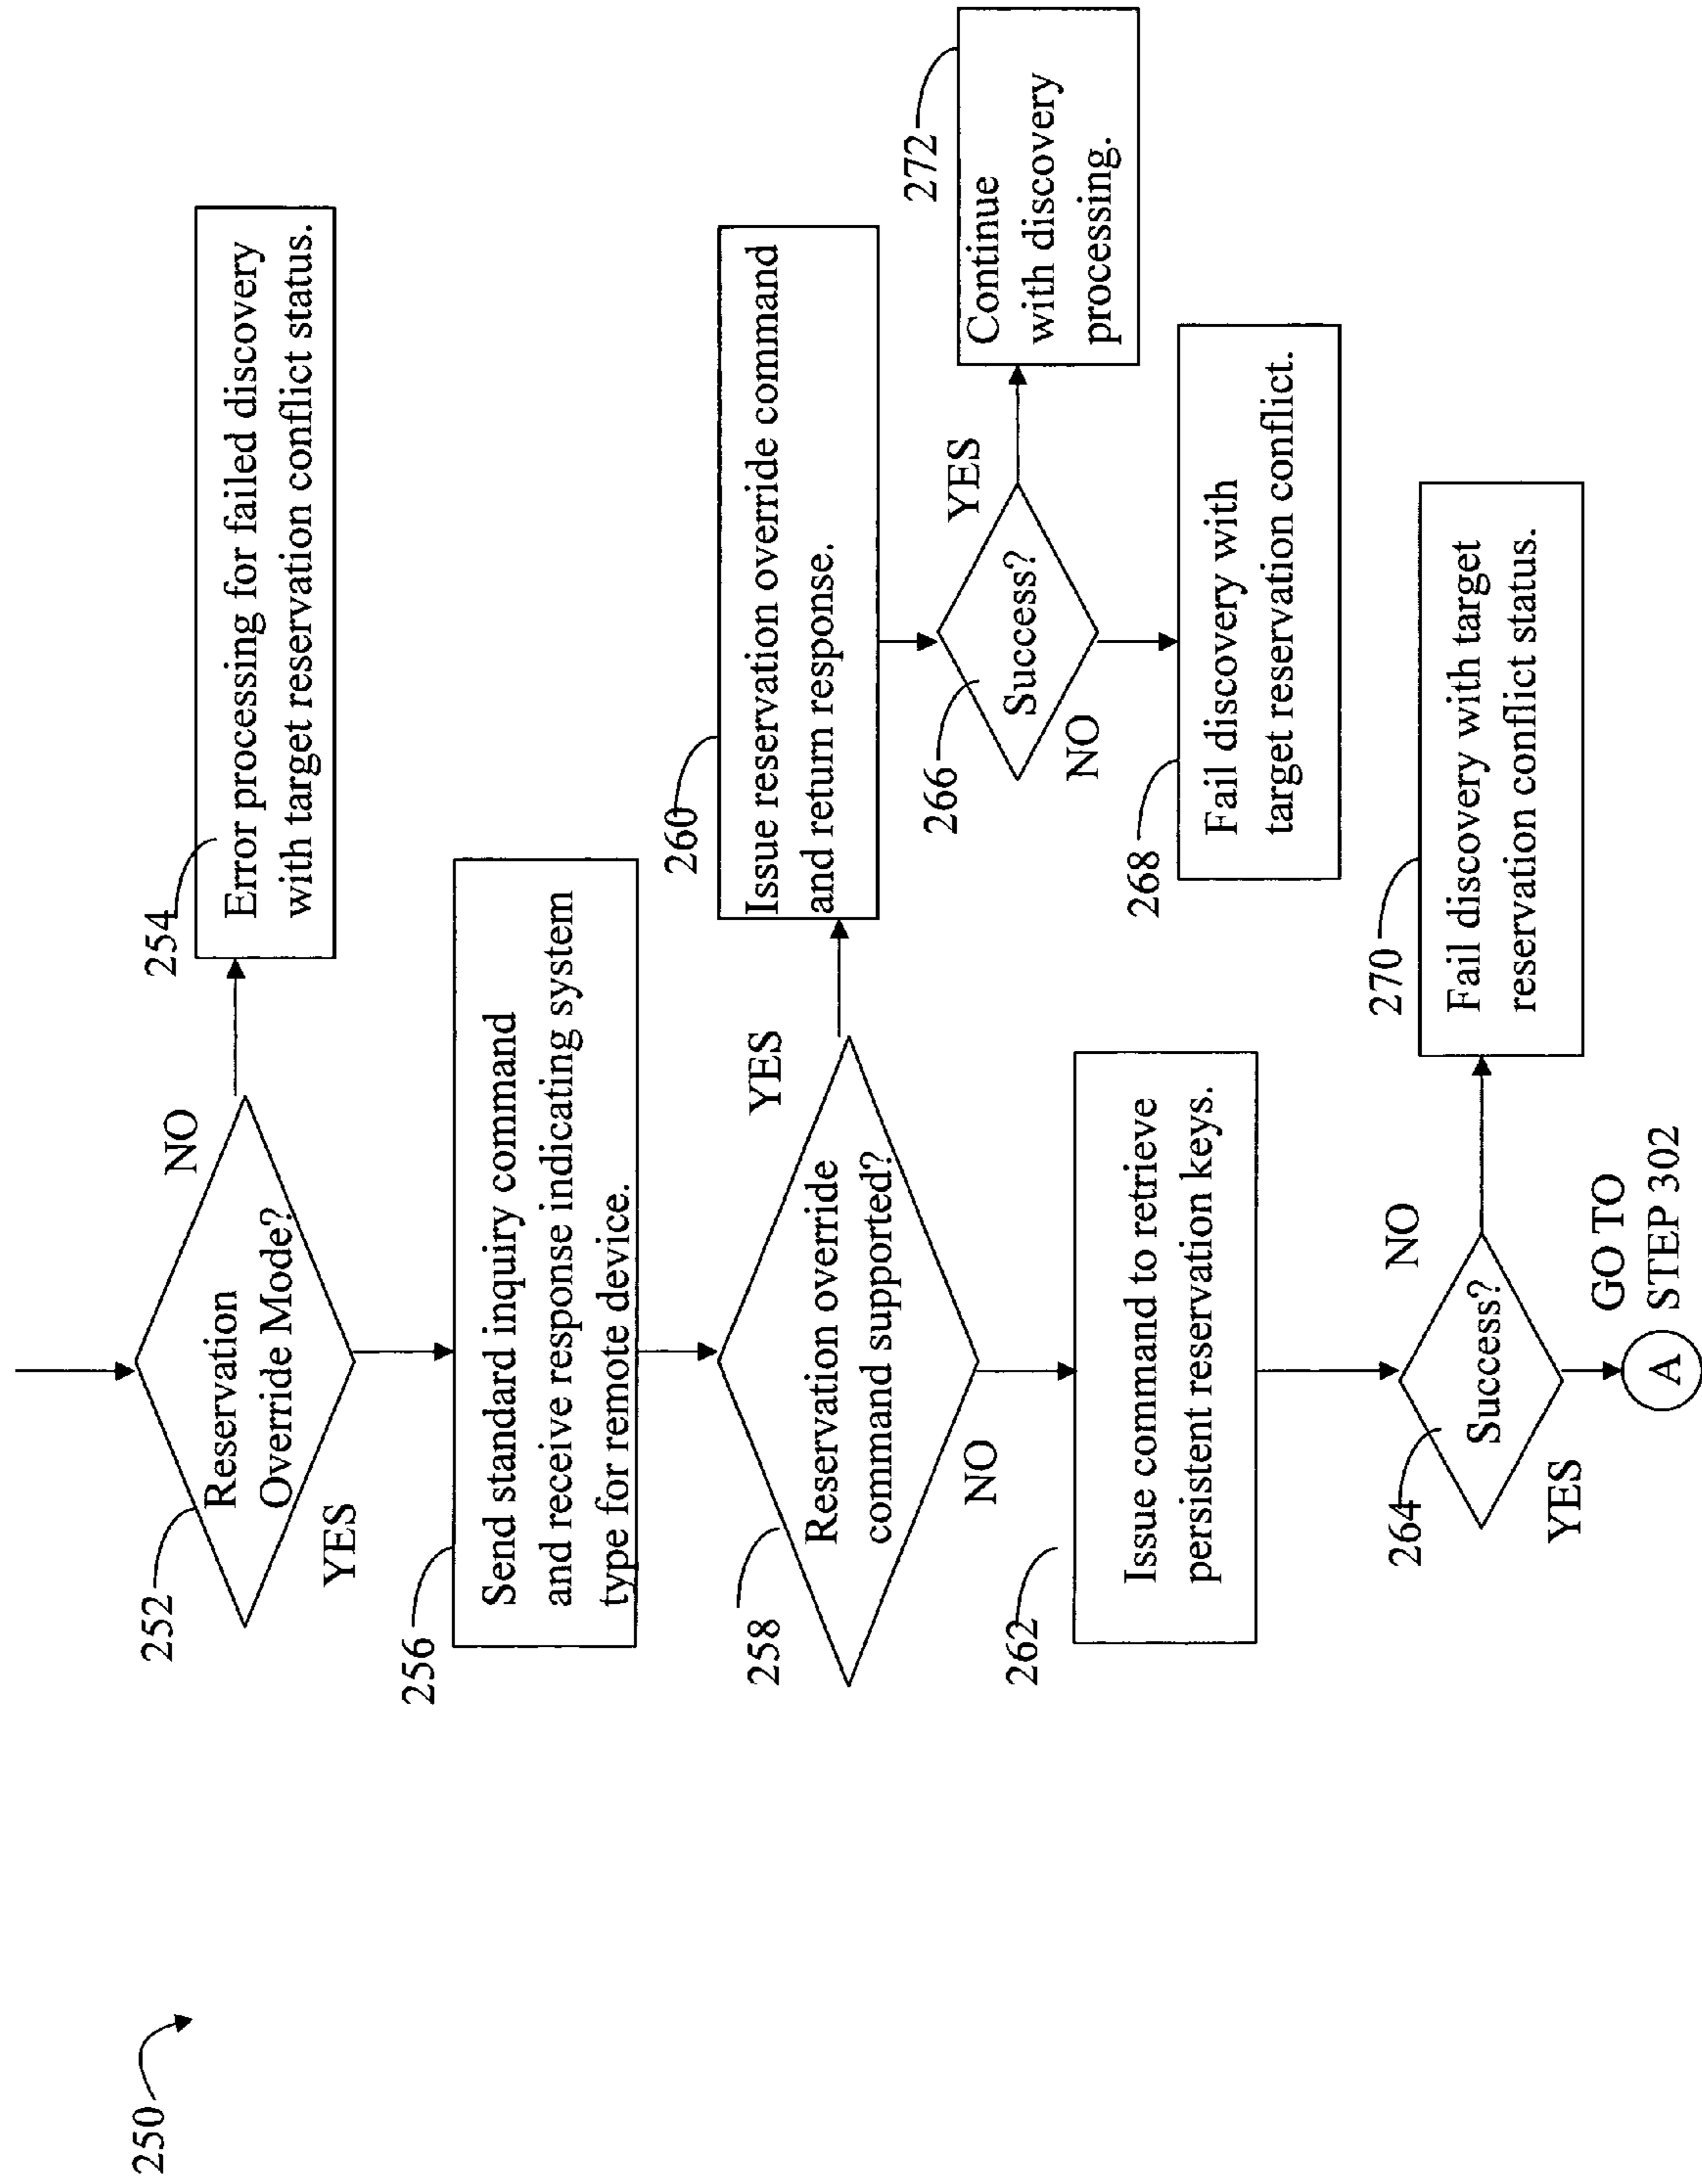 250
252
Reservation
Override Mode?
NO
YES
254
Error processing for failed discovery
with target reservation conflict status.
256
Send standard inquiry command
and receive response indicating system
type for remote device.
258
Reservation override
command supported?
YES
NO
260
Issue reservation override command
and return response.
262
Issue command to retrieve
persistent reservation keys.
266
Success?
YES
NO
272
Continue
with discovery
processing.
268
Fail discovery with
target reservation conflict.
264
Success?
NO
YES
270
Fail discovery with target
reservation conflict status.
A
GO TO
STEP 302